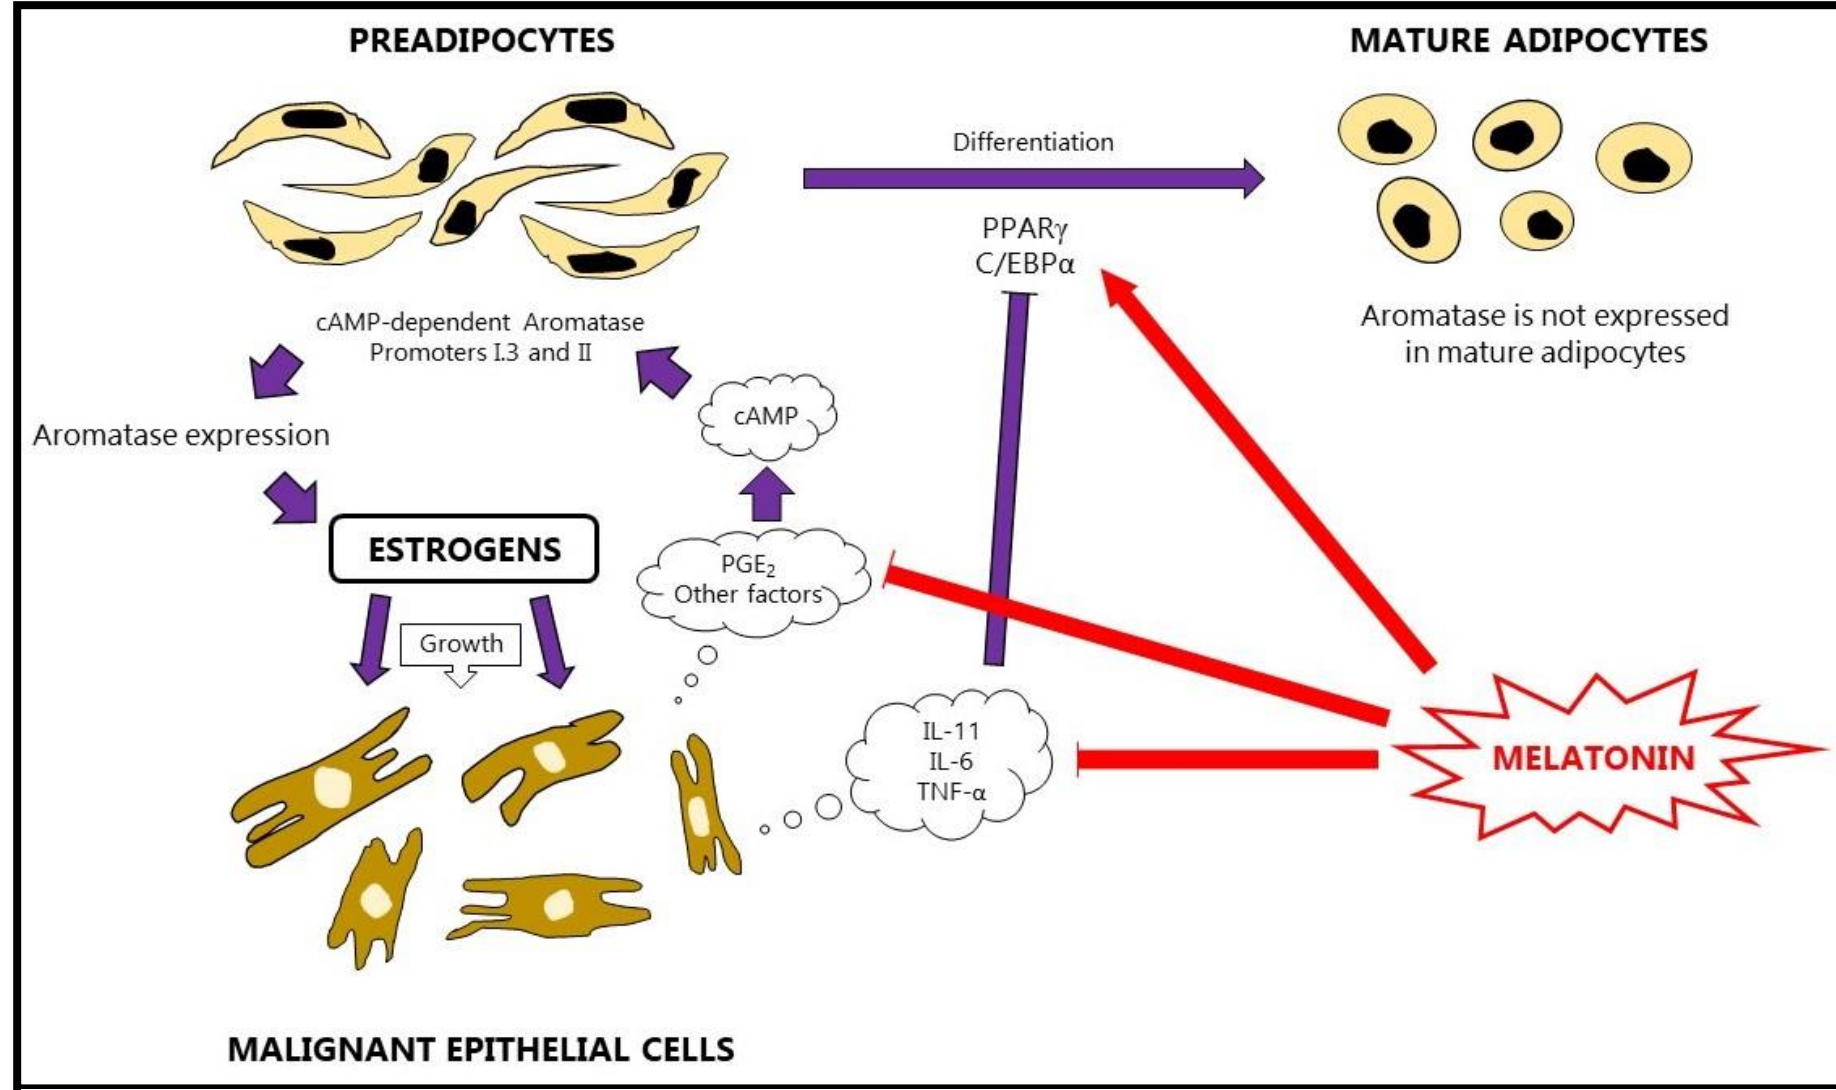 PREADIPOCYTES
MATURE ADIPOCYTES
Differentiation
PPARγ
C/EBPα
cAMP-dependent Aromatase
Promoters I.3 and II
Aromatase is not expressed
in mature adipocytes
cAMP
Aromatase expression
ESTROGENS
PGE₂
Other factors
Growth
IL-11
IL-6
TNF-α
MELATONIN
MALIGNANT EPITHELIAL CELLS